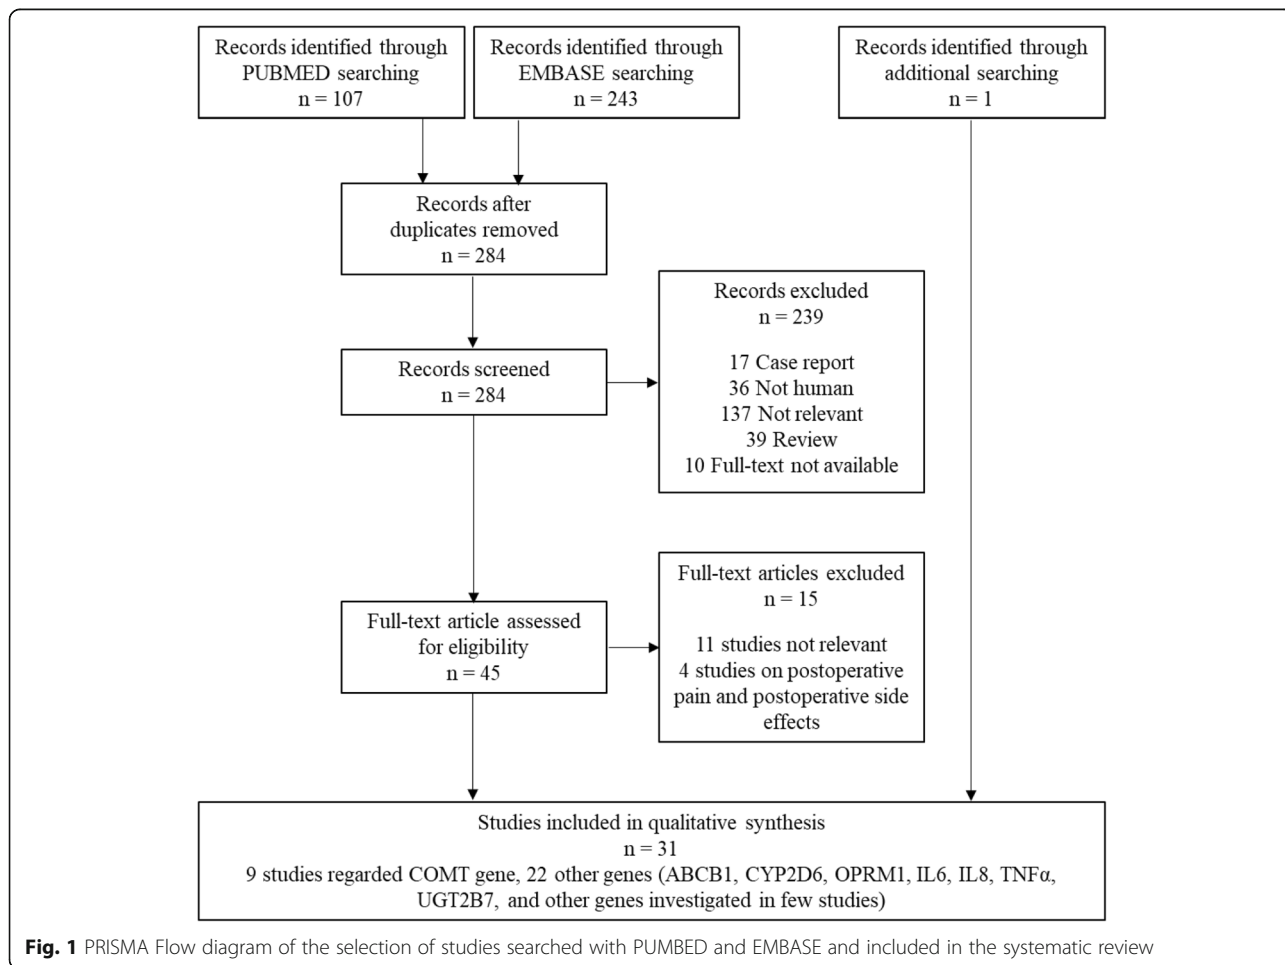 Records identified through
PUBMED searching
n = 107
Records identified through
EMBASE searching
n = 243
Records identified through
additional searching
n = 1
Records after
duplicates removed
n = 284
Records screened
n = 284
Records excluded
n = 239
17 Case report
36 Not human
137 Not relevant
39 Review
10 Full-text not available
Full-text article assessed
for eligibility
n = 45
Full-text articles excluded
n = 15
11 studies not relevant
4 studies on postoperative
pain and postoperative side
effects
Studies included in qualitative synthesis
n = 31
9 studies regarded COMT gene, 22 other genes (ABCB1, CYP2D6, OPRM1, IL6, IL8, TNFα,
UGT2B7, and other genes investigated in few studies)
Fig. 1 PRISMA Flow diagram of the selection of studies searched with PUMBED and EMBASE and included in the systematic review